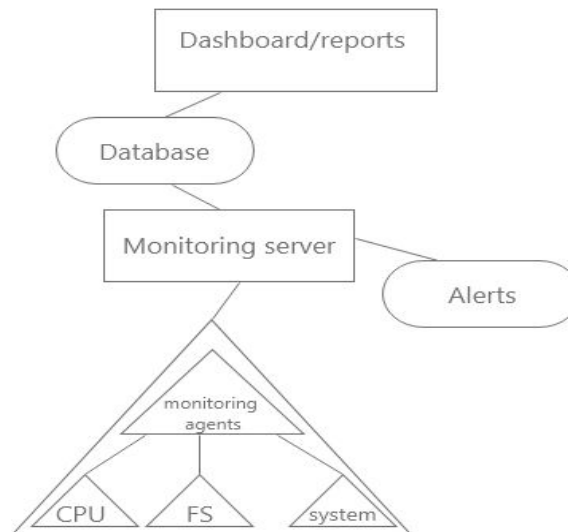 Dashboard/reports
Database
Monitoring server
Alerts
monitoring
agents
CPU
FS
system